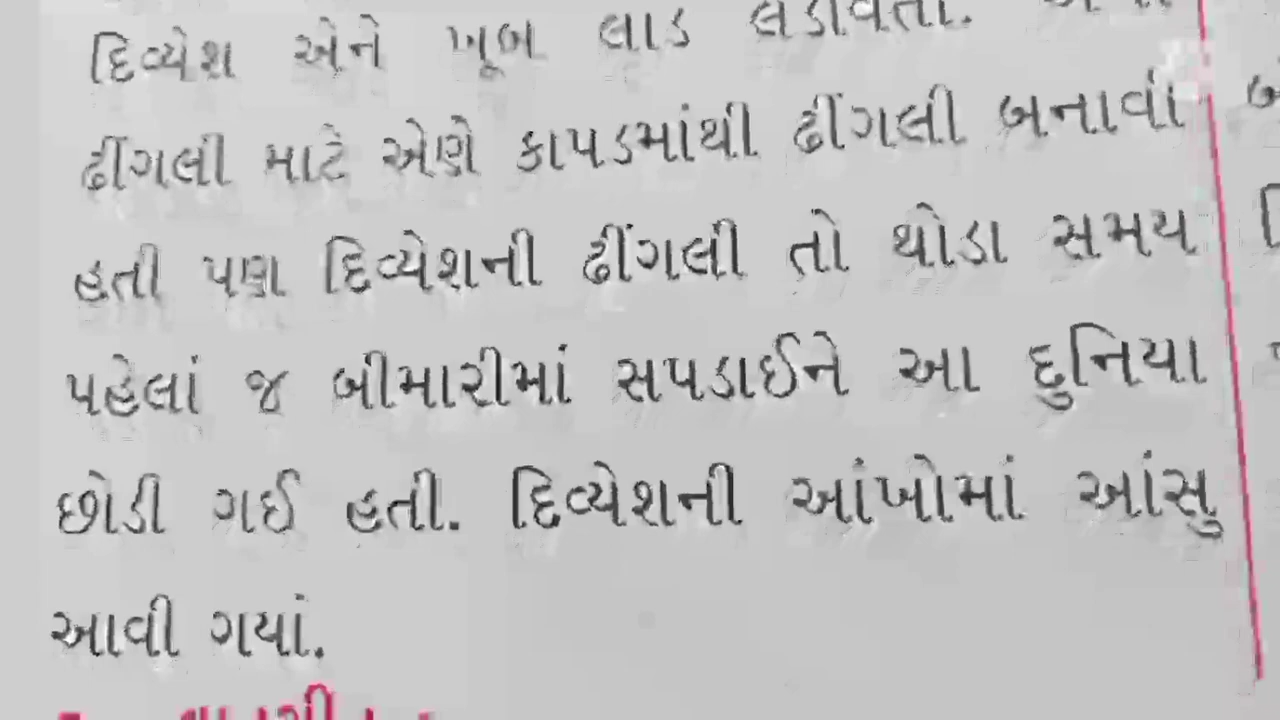 દિવ્યેશ એને ખૂબ લાડ લડાવતો.
ઢીંગલી માટે એણે કાપડમાંથી ઢીંગલી બનાવી
હતી પણ દિવ્યેશની ઢીંગલી તો થોડા સમય
પહેલાં જ બીમારીમાં સપડાઈને આ દુનિયા
છોડી ગઈ હતી. દિવ્યેશની આંખોમાં આંસુ
આવી ગયાં.